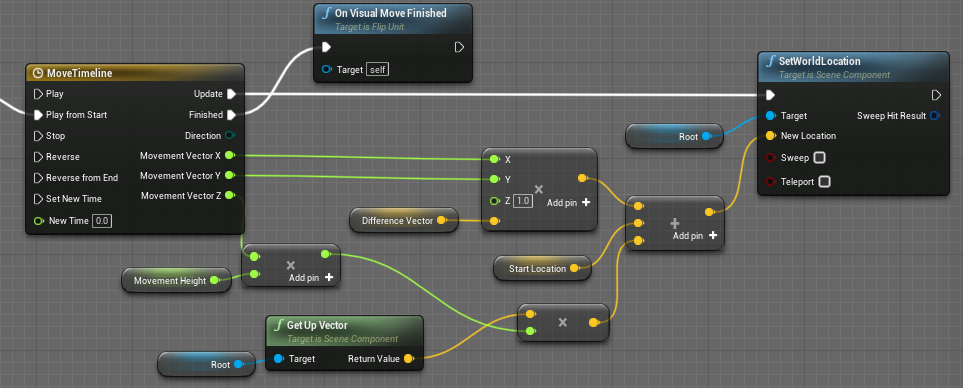 On Visual Move Finished
Target is Flip Unit
Target self
MoveTimeline
Play Update
Play from Start Finished
Stop Direction
Reverse Movement Vector X
Reverse from End Movement Vector Y
Set New Time Movement Vector Z
New Time 0.0
SetWorldLocation
Target is Scene Component
Target Sweep Hit Result
New Location
Sweep
Teleport
Root
X
Y
Z 1.0
Add pin +
Difference Vector
Add pin +
Start Location
Movement Height
Add pin +
Get Up Vector
Target is Scene Component
Target Return Value
Root